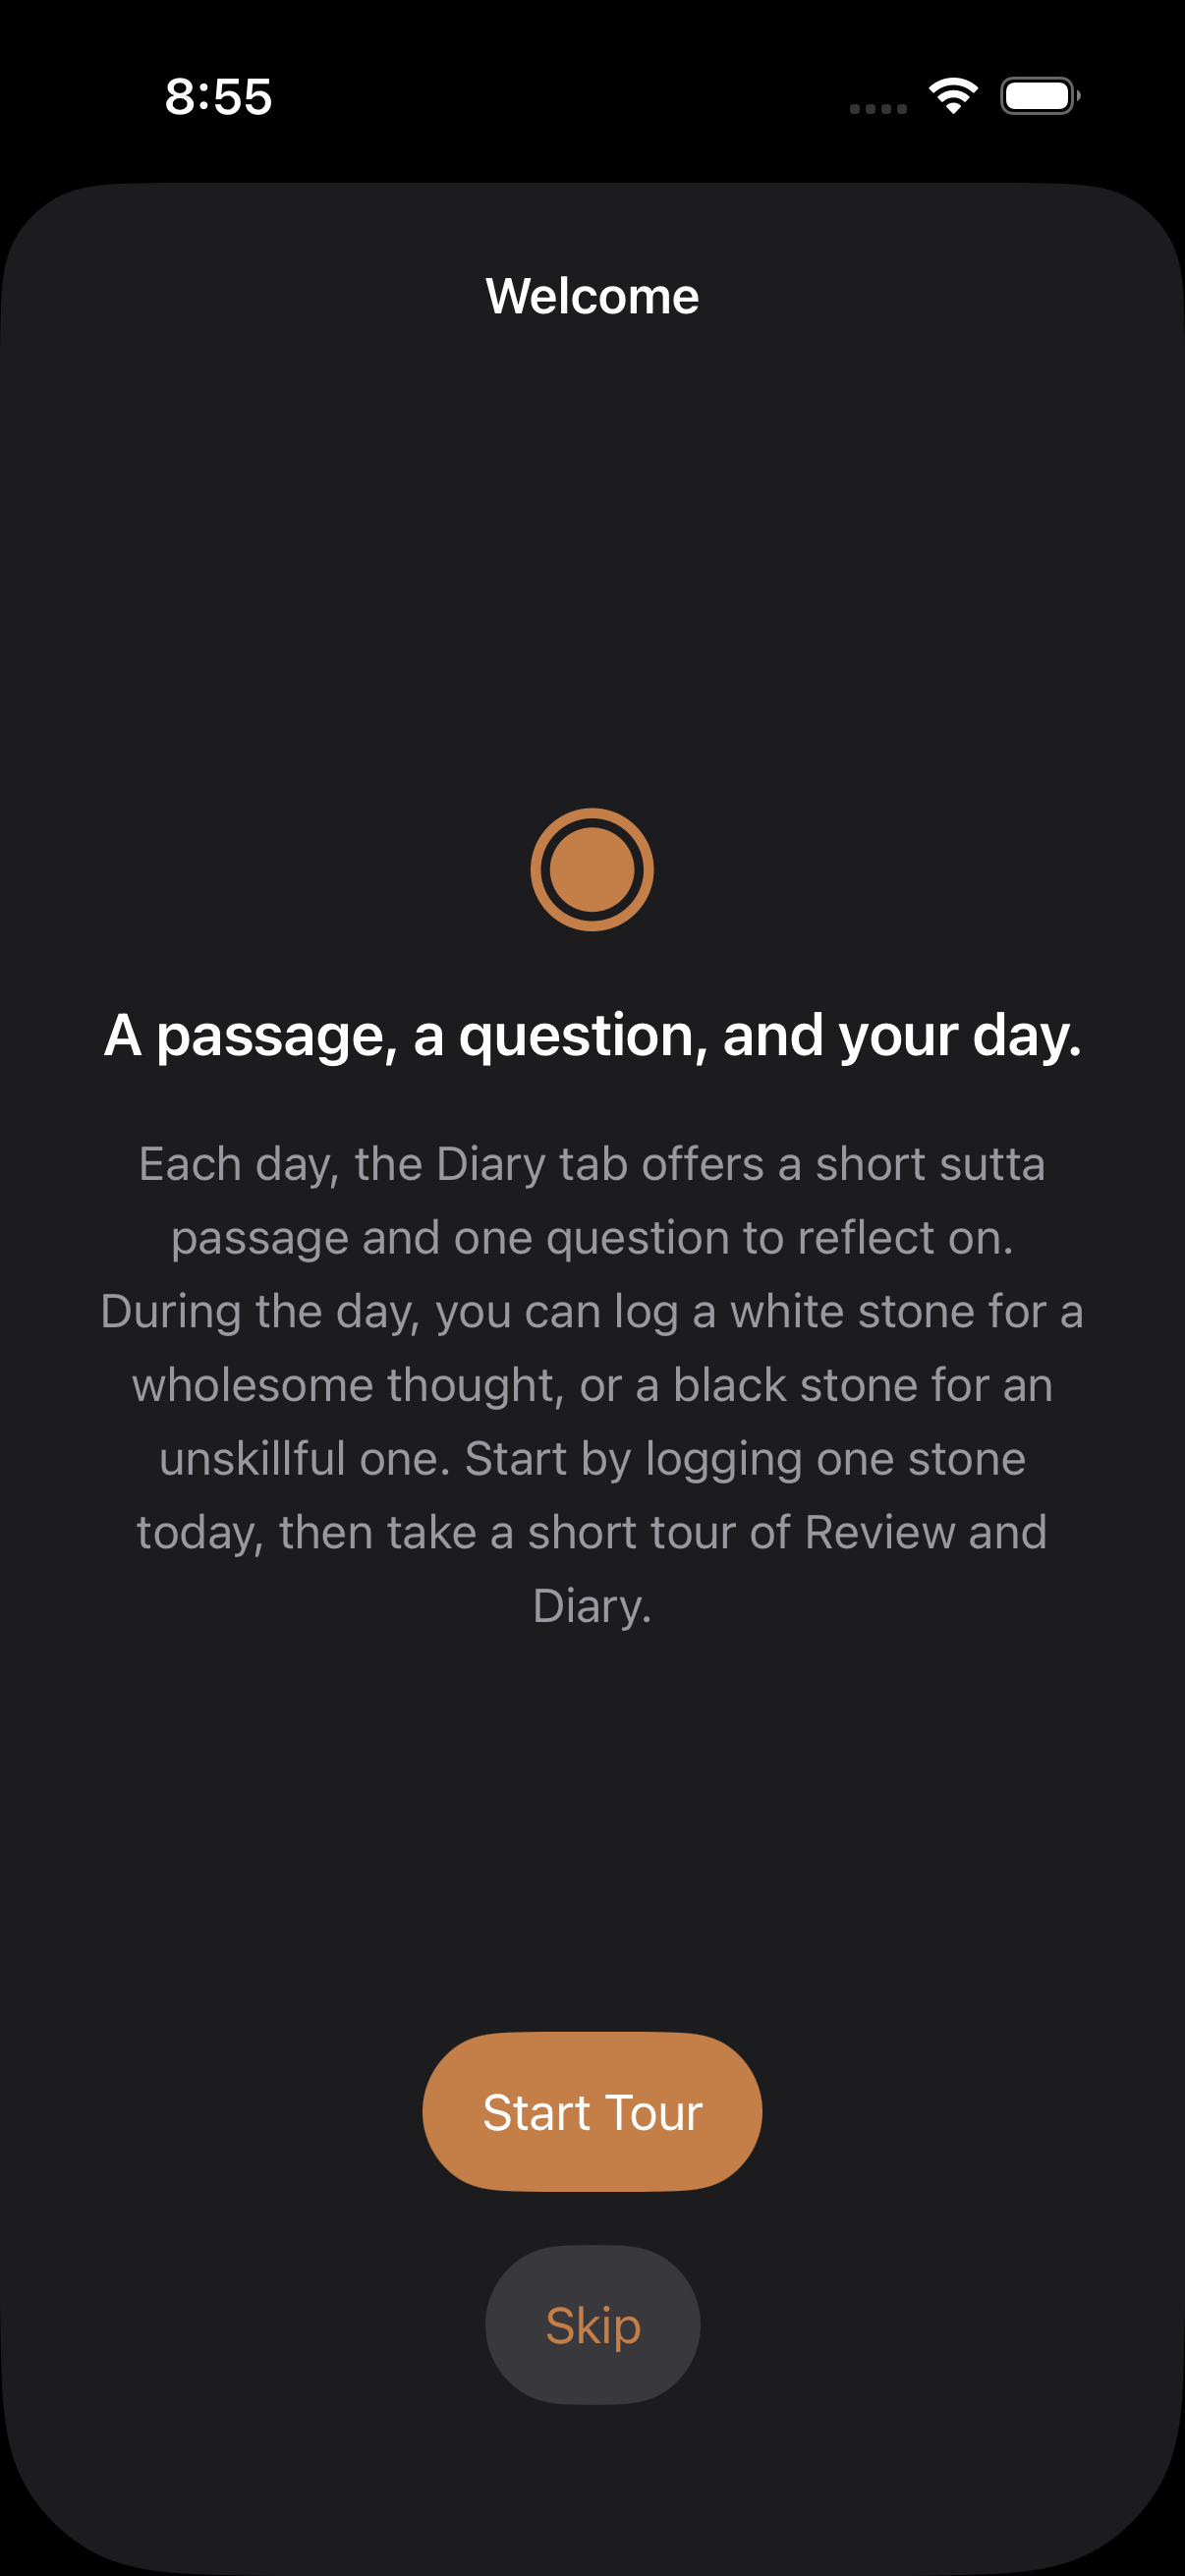 8:55
Welcome
A passage, a question, and your day.
Each day, the Diary tab offers a short sutta
passage and one question to reflect on.
During the day, you can log a white stone for a
wholesome thought, or a black stone for an
unskillful one. Start by logging one stone
today, then take a short tour of Review and
Diary.
Start Tour
Skip